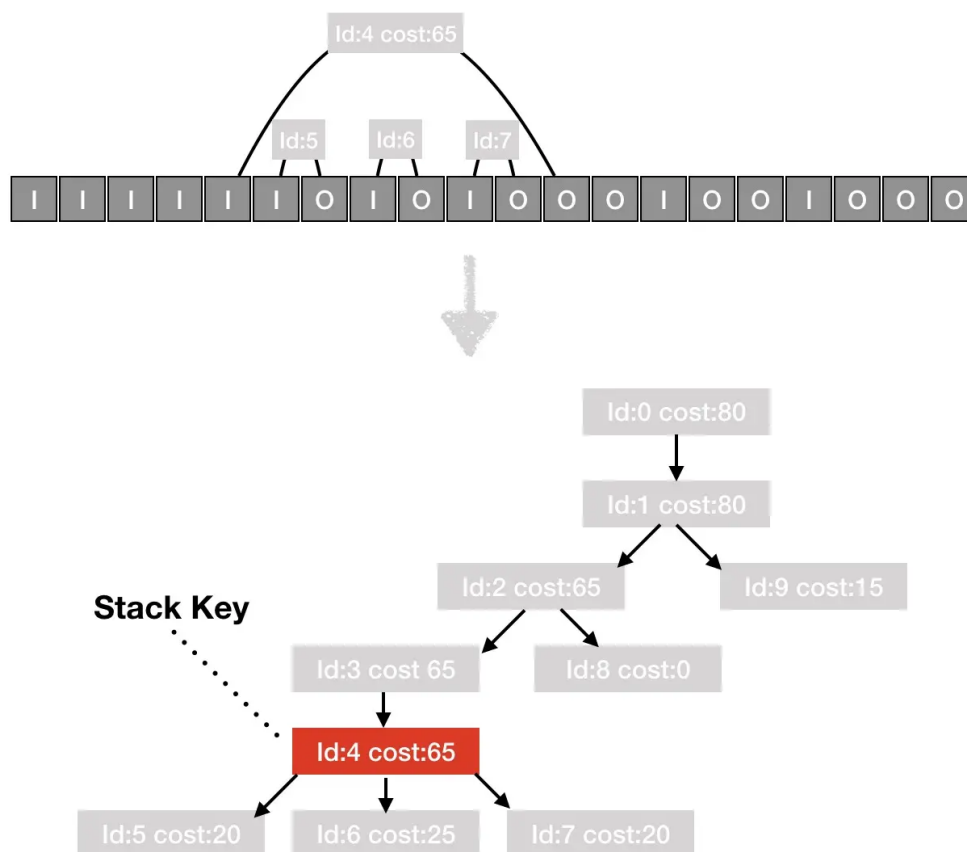 Id:4 cost:65
Id:5 Id:6 Id:7
I I I I I I O I O I O O O I O O I O O O
Id:0 cost:80
Id:1 cost:80
Id:2 cost:65 Id:9 cost:15
Stack Key
Id:3 cost 65 Id:8 cost:0
Id:4 cost:65
Id:5 cost:20 Id:6 cost:25 Id:7 cost:20